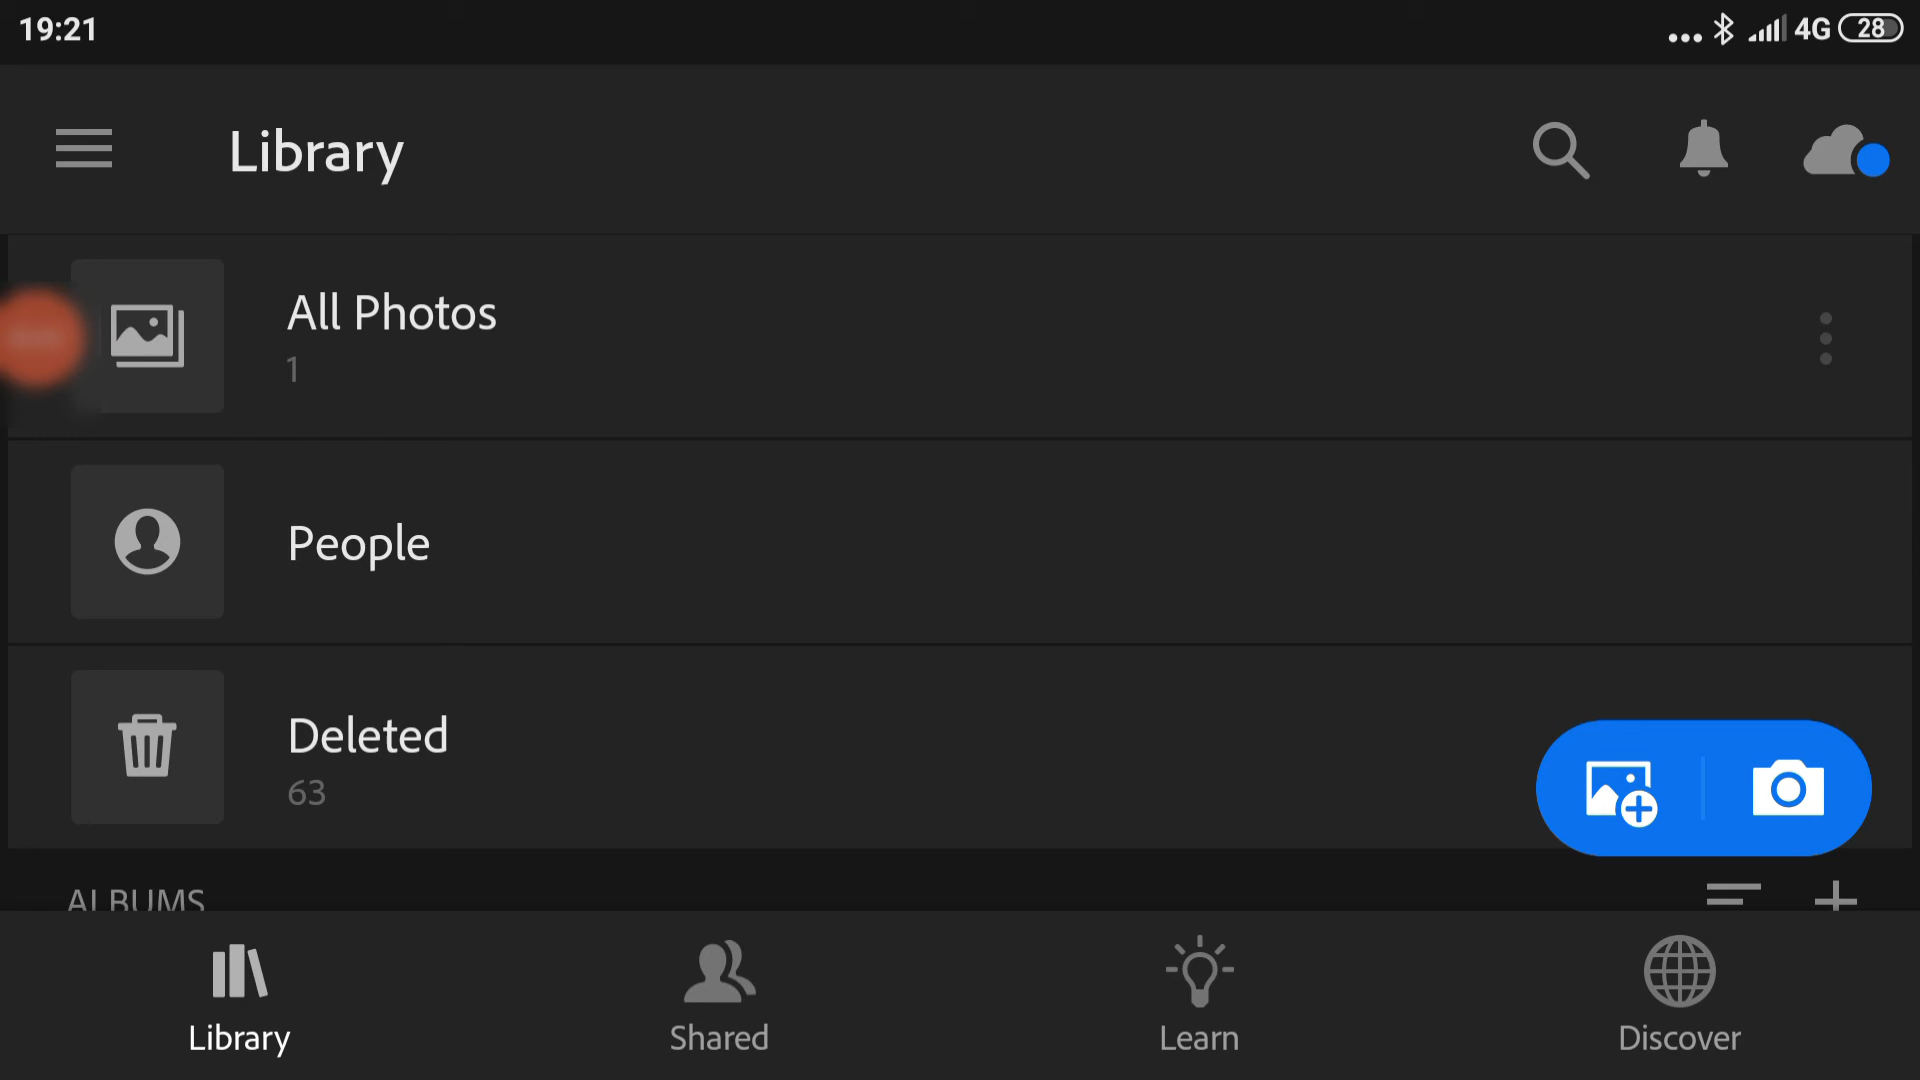 19:21
4G 28
Library
All Photos
1
People
Deleted
63
ALBUMS
Library
Shared
Learn
Discover